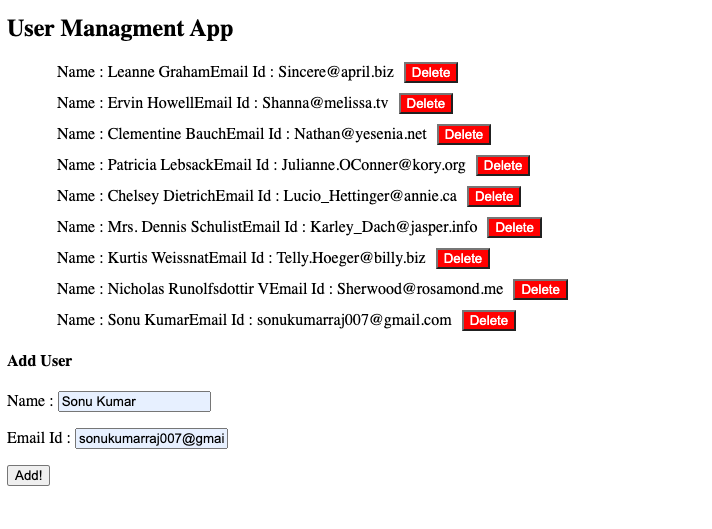 User Managment App
Name : Leanne GrahamEmail Id : Sincere@april.biz Delete
Name : Ervin HowellEmail Id : Shanna@melissa.tv Delete
Name : Clementine BauchEmail Id : Nathan@yesenia.net Delete
Name : Patricia LebsackEmail Id : Julianne.OConner@kory.org Delete
Name : Chelsey DietrichEmail Id : Lucio_Hettinger@annie.ca Delete
Name : Mrs. Dennis SchulistEmail Id : Karley_Dach@jasper.info Delete
Name : Kurtis WeissnatEmail Id : Telly.Hoeger@billy.biz Delete
Name : Nicholas Runolfsdottir VEmail Id : Sherwood@rosamond.me Delete
Name : Sonu KumarEmail Id : sonukumarraj007@gmail.com Delete
Add User
Name : Sonu Kumar
Email Id : sonukumarraj007@gmai
Add!